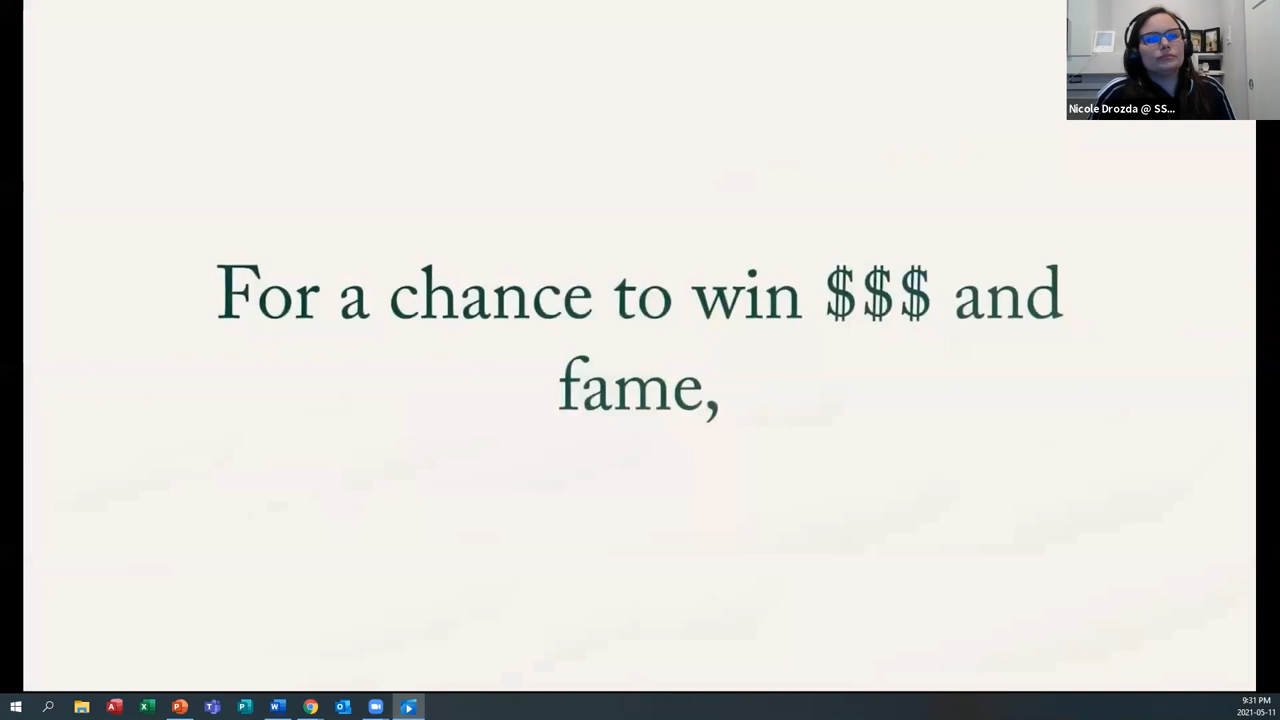 Nicole Drozda @ SS...
For a chance to win $$$ and
fame,
9:31 PM
2021-05-11